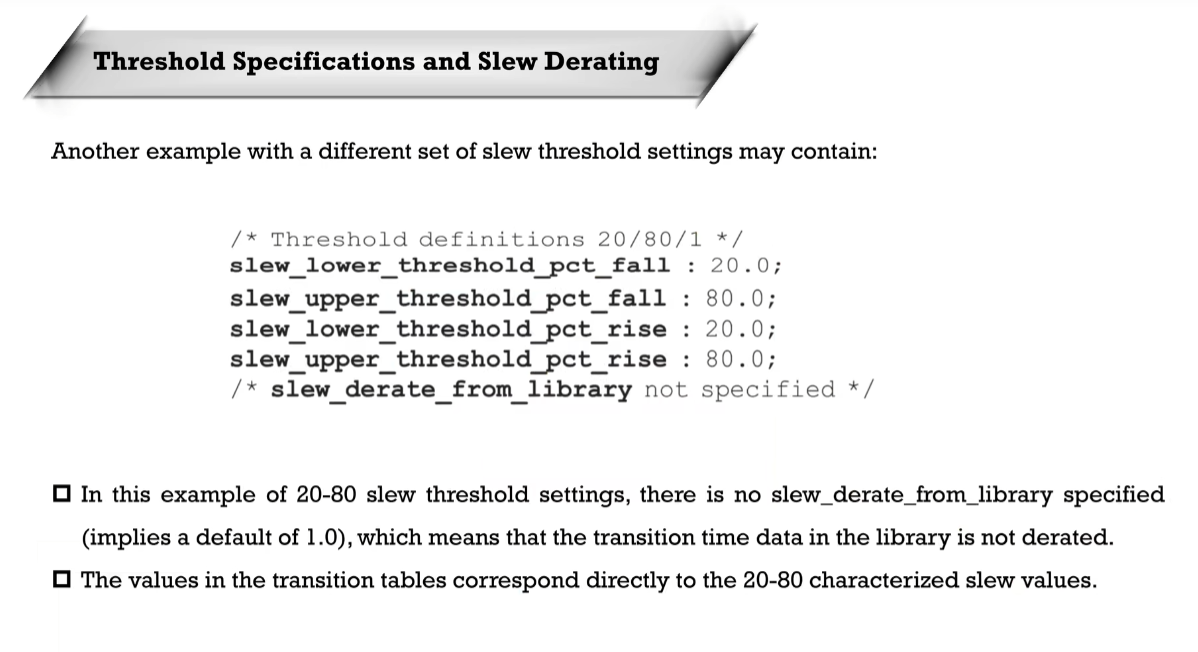 Threshold Specifications and Slew Derating
Another example with a different set of slew threshold settings may contain:
/* Threshold definitions 20/80/1 */
slew_lower_threshold_pct_fall : 20.0;
slew_upper_threshold_pct_fall : 80.0;
slew_lower_threshold_pct_rise : 20.0;
slew_upper_threshold_pct_rise : 80.0;
/* slew_derate_from_library not specified */
In this example of 20-80 slew threshold settings, there is no slew_derate_from_library specified
(implies a default of 1.0), which means that the transition time data in the library is not derated.
The values in the transition tables correspond directly to the 20-80 characterized slew values.